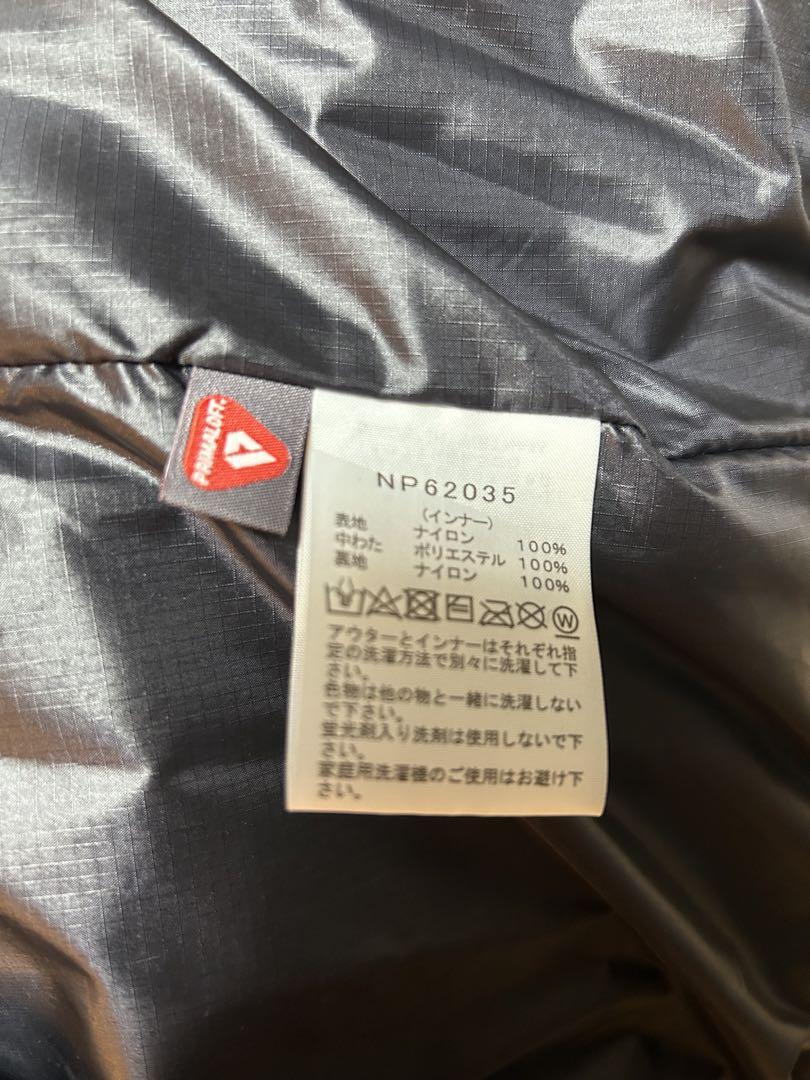 PRIMALOFT
NP62035
(インナー)
表地 ナイロン 100%
中わた ポリエステル 100%
裏地 ナイロン 100%
W
アウターとインナーはそれぞれ指
定の洗濯方法で別々に洗濯して下
さい。
色物は他の物と一緒に洗濯しない
で下さい。
蛍光剤入り洗剤は使用しないで下
さい。
家庭用洗濯機のご使用はお避け下
さい。